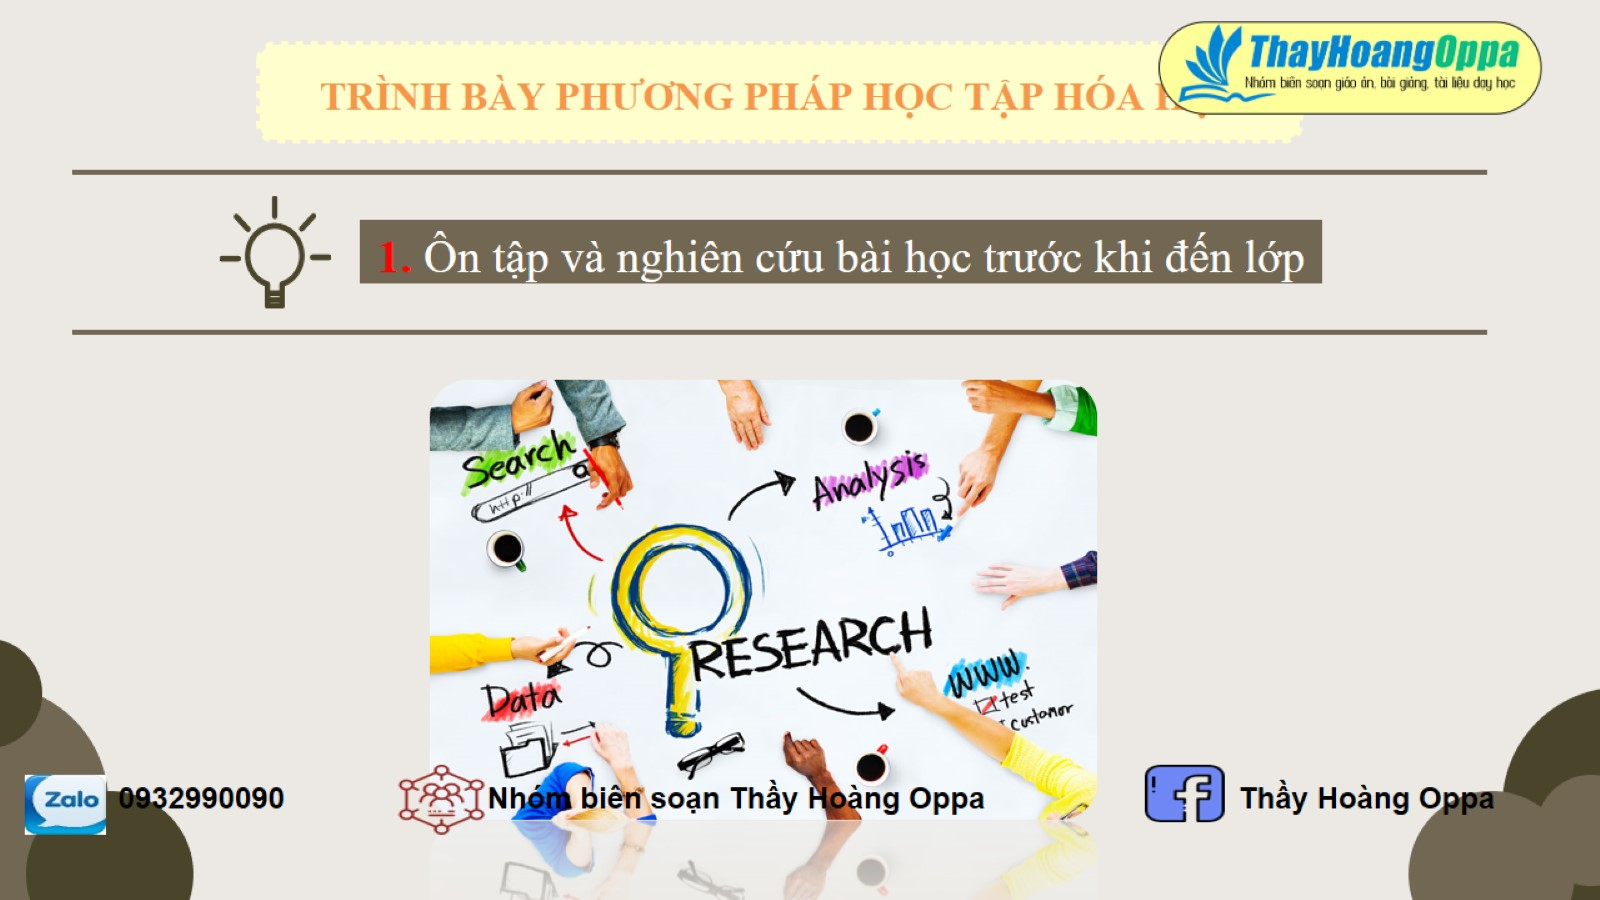 TRÌNH BÀY PHƯƠNG PHÁP HỌC TẬP HÓA
ThayHoangOppa
Nhóm biên soạn giáo án, bài giảng, tài liệu dạy học
1. Ôn tập và nghiên cứu bài học trước khi đến lớp
Search
http://
Analysis
RESEARCH
Data
WWW.
test
customor
Zalo
0932990090
Nhóm biên soạn Thầy Hoàng Oppa
Thầy Hoàng Oppa